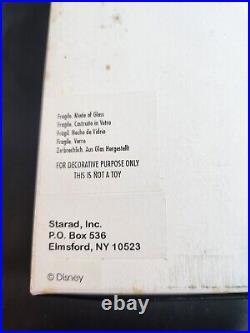 Fragile. Made of Glass
Fragile. Costruito in Vetro
Frágil. Hecho de Vidrio
Fragile. Verre
Zerbrechlich. Aus Glas Hergestellt
FOR DECORATIVE PURPOSE ONLY
THIS IS NOT A TOY
Starad, Inc.
P.O. Box 536
Elmsford, NY 10523
© Disney